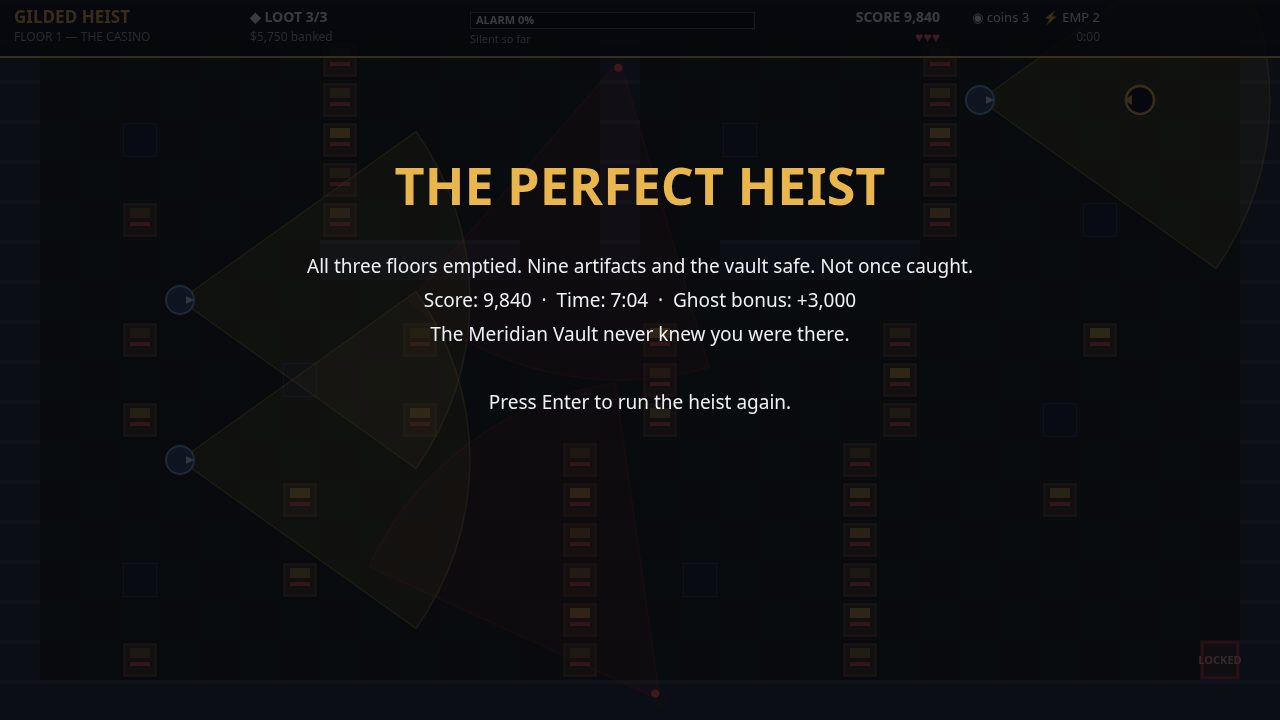 GILDED HEIST
FLOOR 1 — THE CASINO
◆ LOOT 3/3
$5,750 banked
ALARM 0%
Silent so far
SCORE 9,840
♥♥♥
◉ coins 3 ⚡ EMP 2
0:00
THE PERFECT HEIST
All three floors emptied. Nine artifacts and the vault safe. Not once caught.
Score: 9,840 · Time: 7:04 · Ghost bonus: +3,000
The Meridian Vault never knew you were there.
Press Enter to run the heist again.
LOCKED